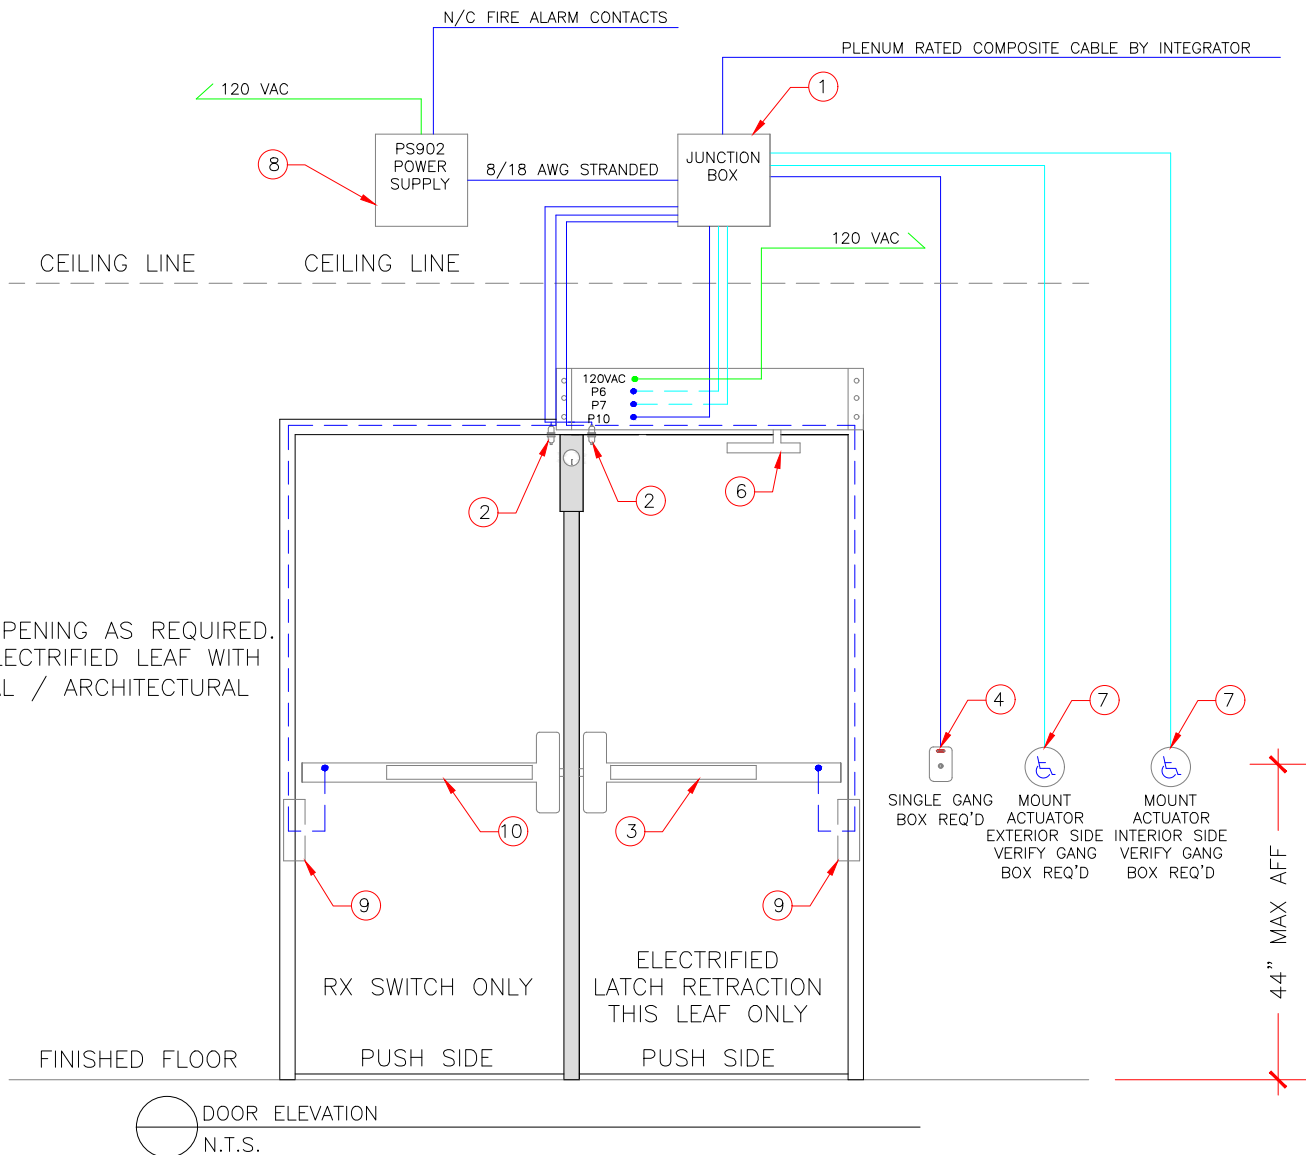 N/C FIRE ALARM CONTACTS
PLENUM RATED COMPOSITE CABLE BY INTEGRATOR
120 VAC
1
PS902
POWER
SUPPLY
8
8/18 AWG STRANDED
JUNCTION
BOX
120 VAC
CEILING LINE
CEILING LINE
120VAC
P6
P7
P10
2
2
6
PENING AS REQUIRED.
LECTRIFIED LEAF WITH
AL / ARCHITECTURAL
4
7
7
SINGLE GANG
BOX REQ'D
MOUNT
ACTUATOR
EXTERIOR SIDE
VERIFY GANG
BOX REQ'D
MOUNT
ACTUATOR
INTERIOR SIDE
VERIFY GANG
BOX REQ'D
10
3
9
9
44" MAX AFF
RX SWITCH ONLY
ELECTRIFIED
LATCH RETRACTION
THIS LEAF ONLY
FINISHED FLOOR
PUSH SIDE
PUSH SIDE
DOOR ELEVATION
N.T.S.